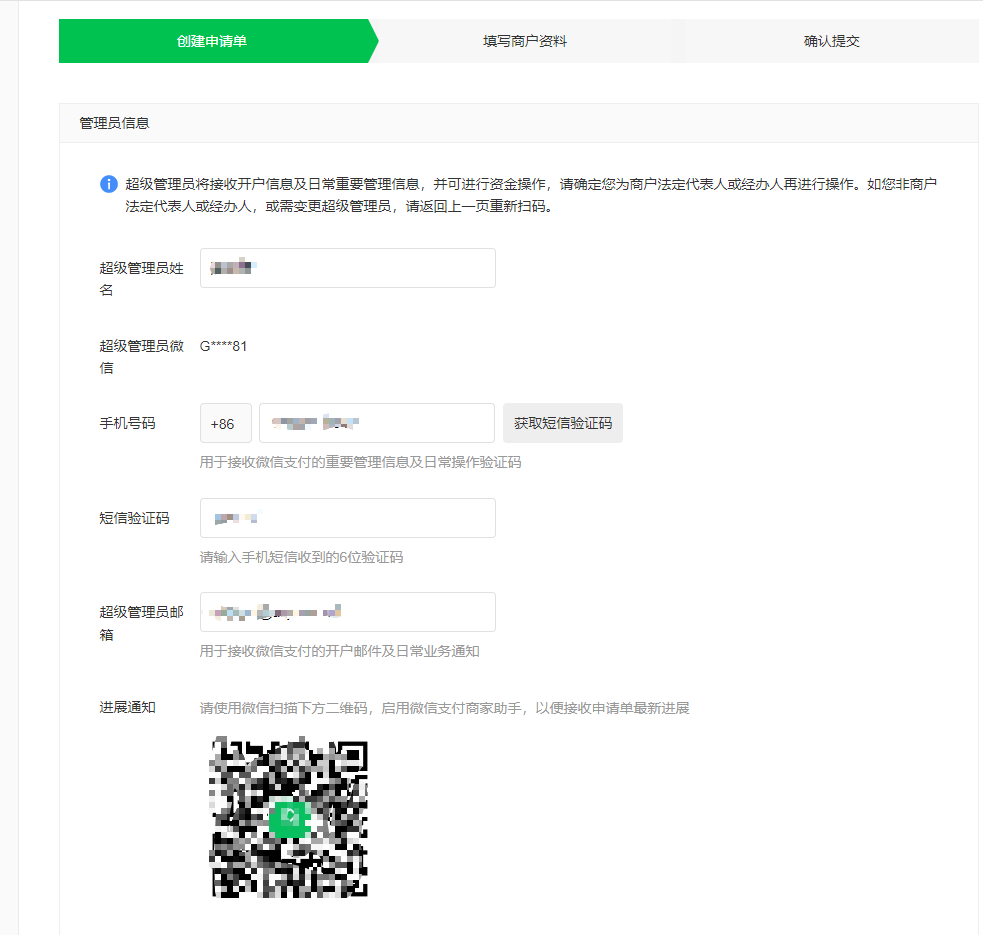 创建申请单
填写商户资料
确认提交
管理员信息
超级管理员将接收开户信息及日常重要管理信息，并可进行资金操作，请确定您为商户法定代表人或经办人再进行操作。如您非商户
法定代表人或经办人，或需变更超级管理员，请返回上一页重新扫码。
超级管理员姓
名
超级管理员微
信
G****81
手机号码
+86
获取短信验证码
用于接收微信支付的重要管理信息及日常操作验证码
短信验证码
请输入手机短信收到的6位验证码
超级管理员邮
箱
用于接收微信支付的开户邮件及日常业务通知
进展通知
请使用微信扫描下方二维码，启用微信支付商家助手，以便接收申请单最新进展